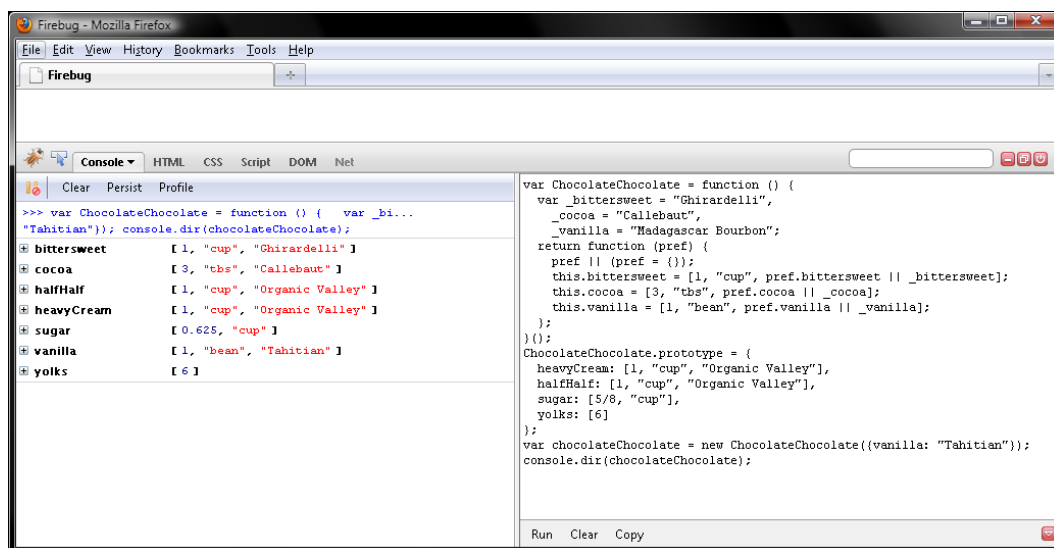 Firebug - Mozilla Firefox
File Edit View History Bookmarks Tools Help
Firebug
Console HTML CSS Script DOM Net
Clear Persist Profile
>>> var ChocolateChocolate = function () {   var _bi...
"Tahitian"}); console.dir(chocolateChocolate);
bittersweet [ 1, "cup", "Ghirardelli" ]
cocoa [ 3, "tbs", "Callebaut" ]
halfHalf [ 1, "cup", "Organic Valley" ]
heavyCream [ 1, "cup", "Organic Valley" ]
sugar [ 0.625, "cup" ]
vanilla [ 1, "bean", "Tahitian" ]
yolks [ 6 ]
var ChocolateChocolate = function () {
  var _bittersweet = "Ghirardelli",
    _cocoa = "Callebaut",
    _vanilla = "Madagascar Bourbon";
  return function (pref) {
    pref || (pref = {});
    this.bittersweet = [1, "cup", pref.bittersweet || _bittersweet];
    this.cocoa = [3, "tbs", pref.cocoa || _cocoa];
    this.vanilla = [1, "bean", pref.vanilla || _vanilla];
  };
}();
ChocolateChocolate.prototype = {
  heavyCream: [1, "cup", "Organic Valley"],
  halfHalf: [1, "cup", "Organic Valley"],
  sugar: [5/8, "cup"],
  yolks: [6]
};
var chocolateChocolate = new ChocolateChocolate({vanilla: "Tahitian"});
console.dir(chocolateChocolate);
Run Clear Copy